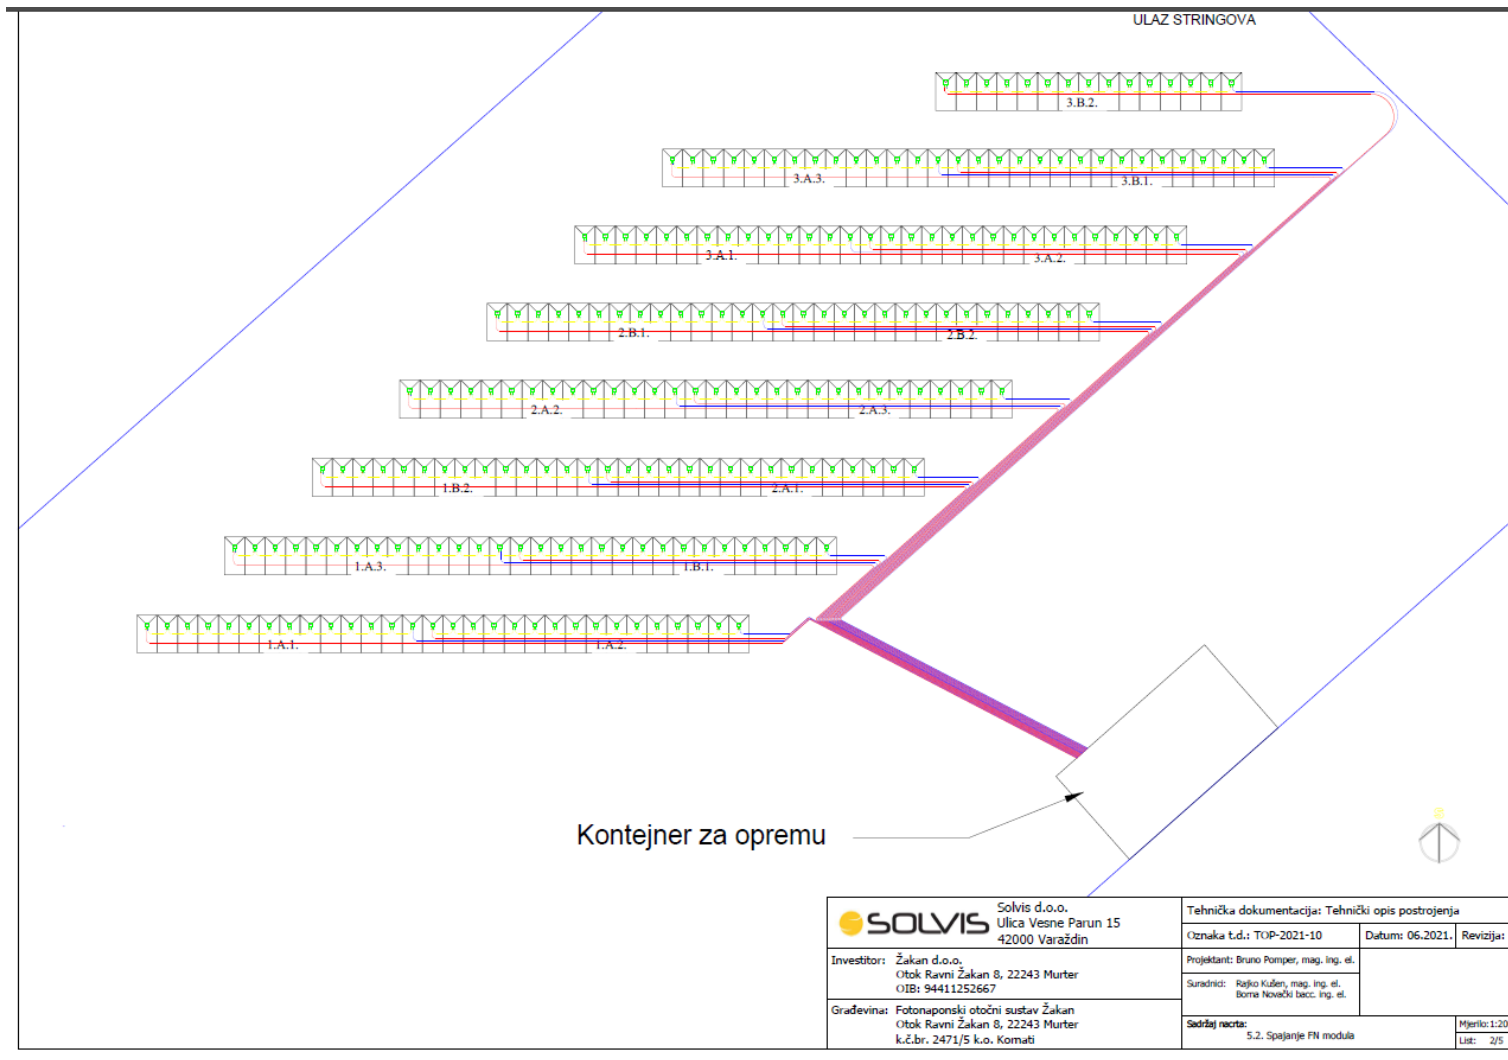 ULAZ STRINGOVA
3.B.2.
3.A.3.
3.B.1.
3.A.1.
3.A.2.
2.B.1.
2.B.2.
2.A.2.
2.A.3.
1.B.2.
2.A.1.
1.A.3.
1.B.1.
1.A.1.
1.A.2.
Kontejner za opremu
SOLVIS
Solvis d.o.o.
Ulica Vesne Parun 15
42000 Varaždin
Tehnička dokumentacija: Tehnički opis postrojenja
Oznaka t.d.: TOP-2021-10
Datum: 06.2021.
Revizija:
Investitor: Žakan d.o.o.
Otok Ravni Žakan 8, 22243 Murter
OIB: 94411252667
Projektant: Bruno Pomper, mag. ing. el.
Suradnici: Rajko Kušen, mag. ing. el.
Borna Novački bacc. ing. el.
Građevina: Fotonaponski otočni sustav Žakan
Otok Ravni Žakan 8, 22243 Murter
k.č.br. 2471/5 k.o. Kornati
Sadržaj nacrta:
5.2. Spajanje FN modula
Mjerilo: 1:20
List: 2/5